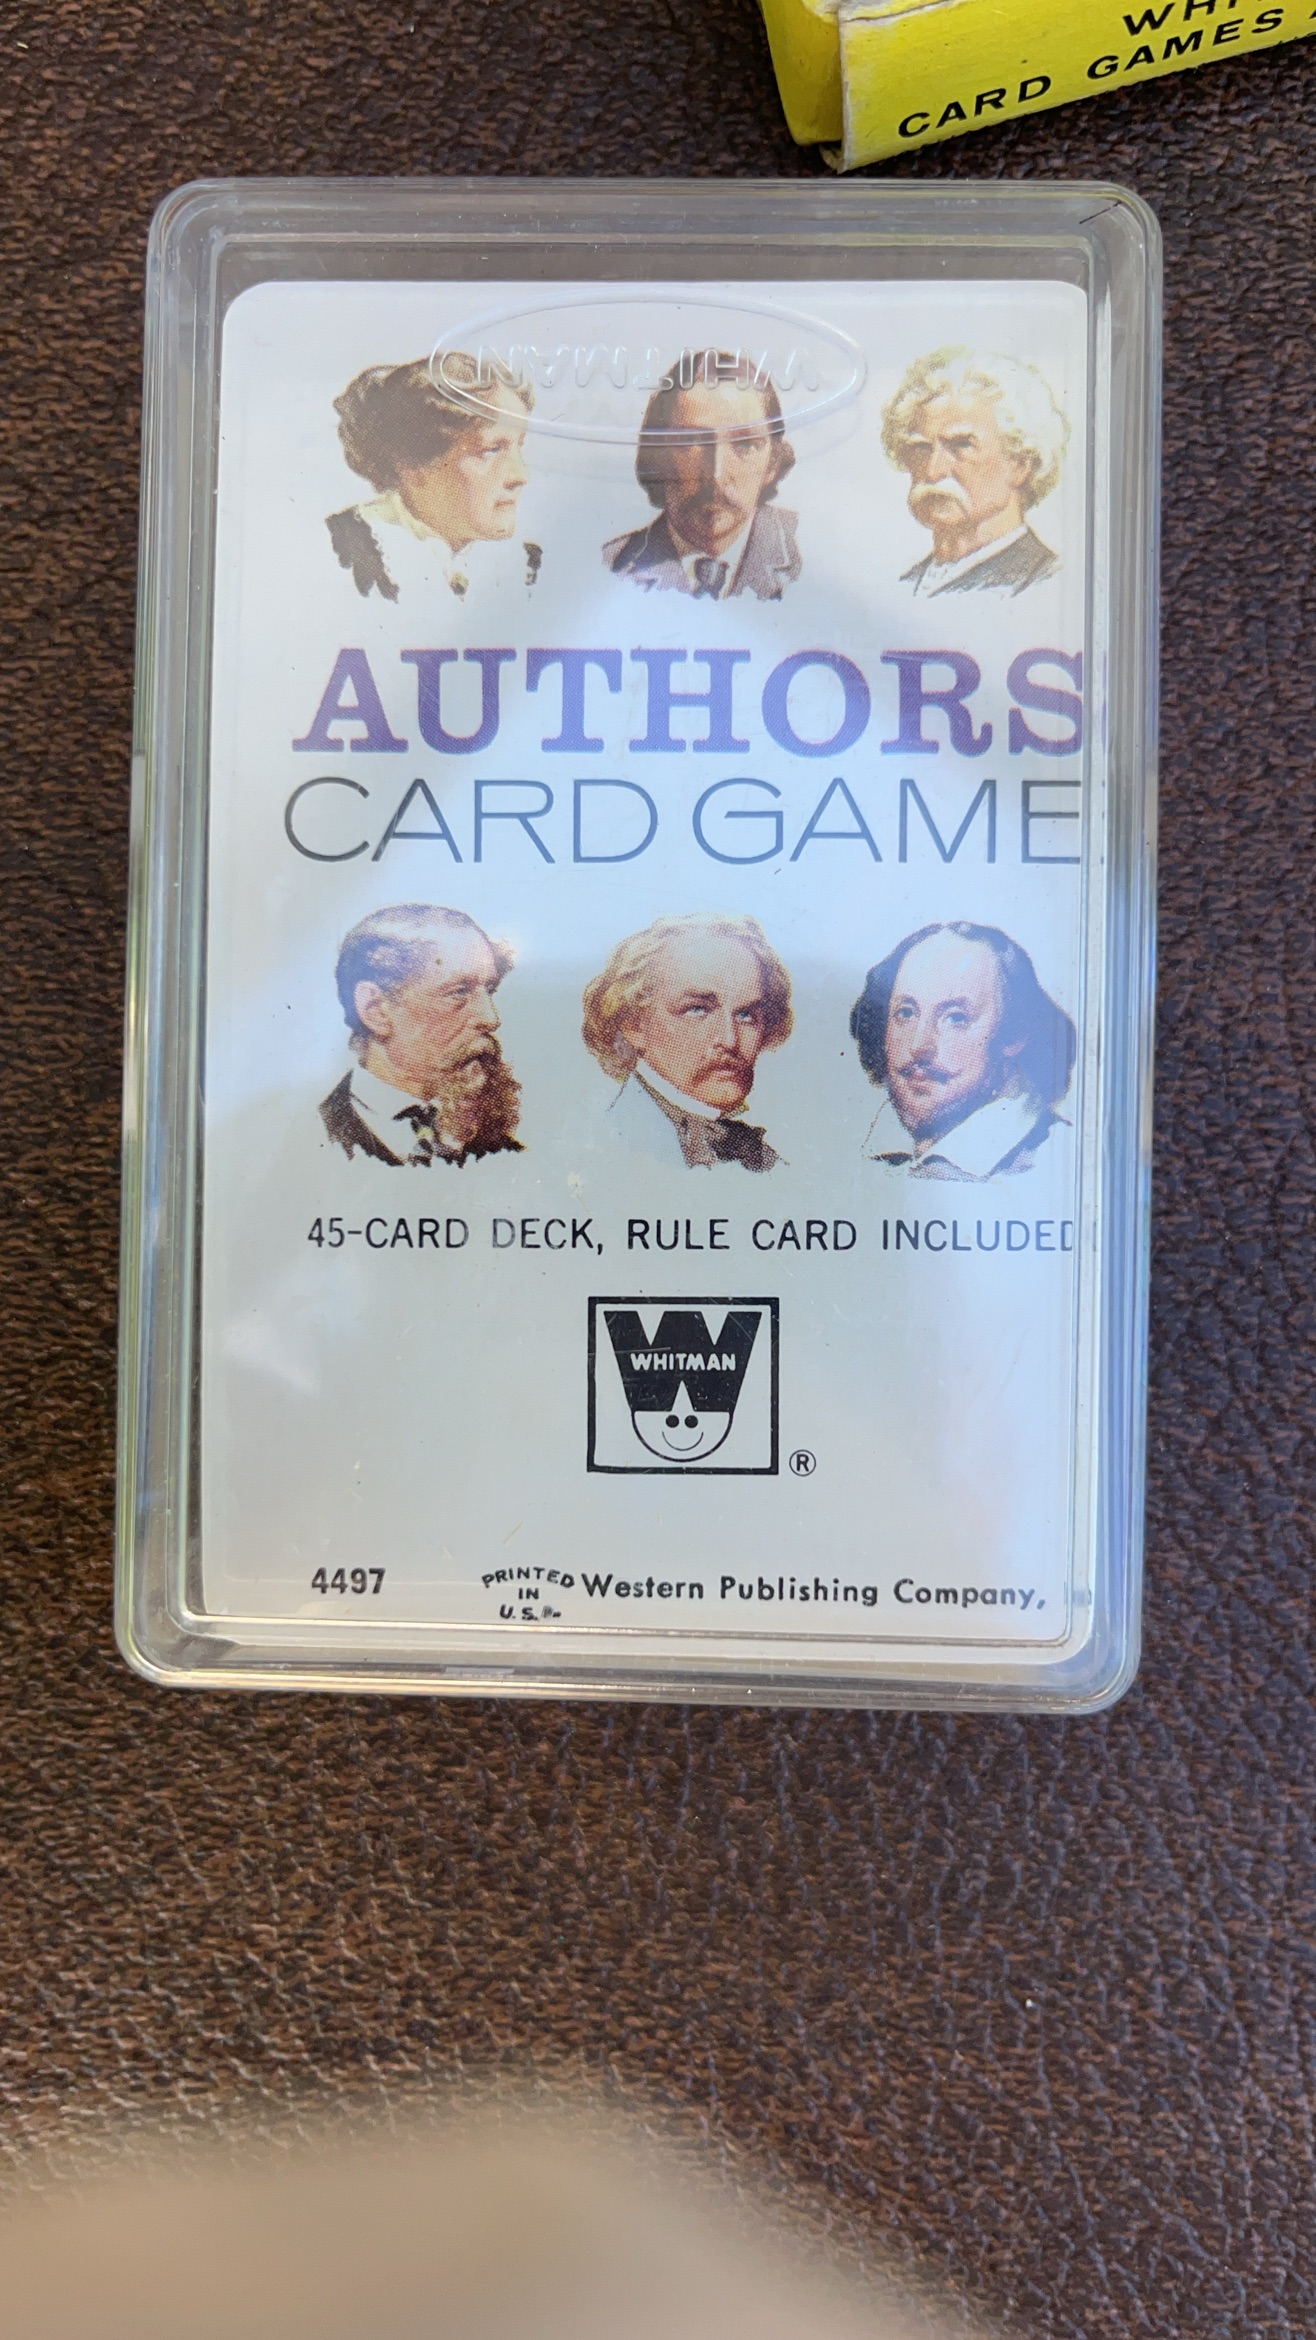 CARD GAMES
WHITMAN
AUTHORS
CARD GAME
45-CARD DECK, RULE CARD INCLUDED
WHITMAN
®
4497
PRINTED
IN
U.S.A.
Western Publishing Company,